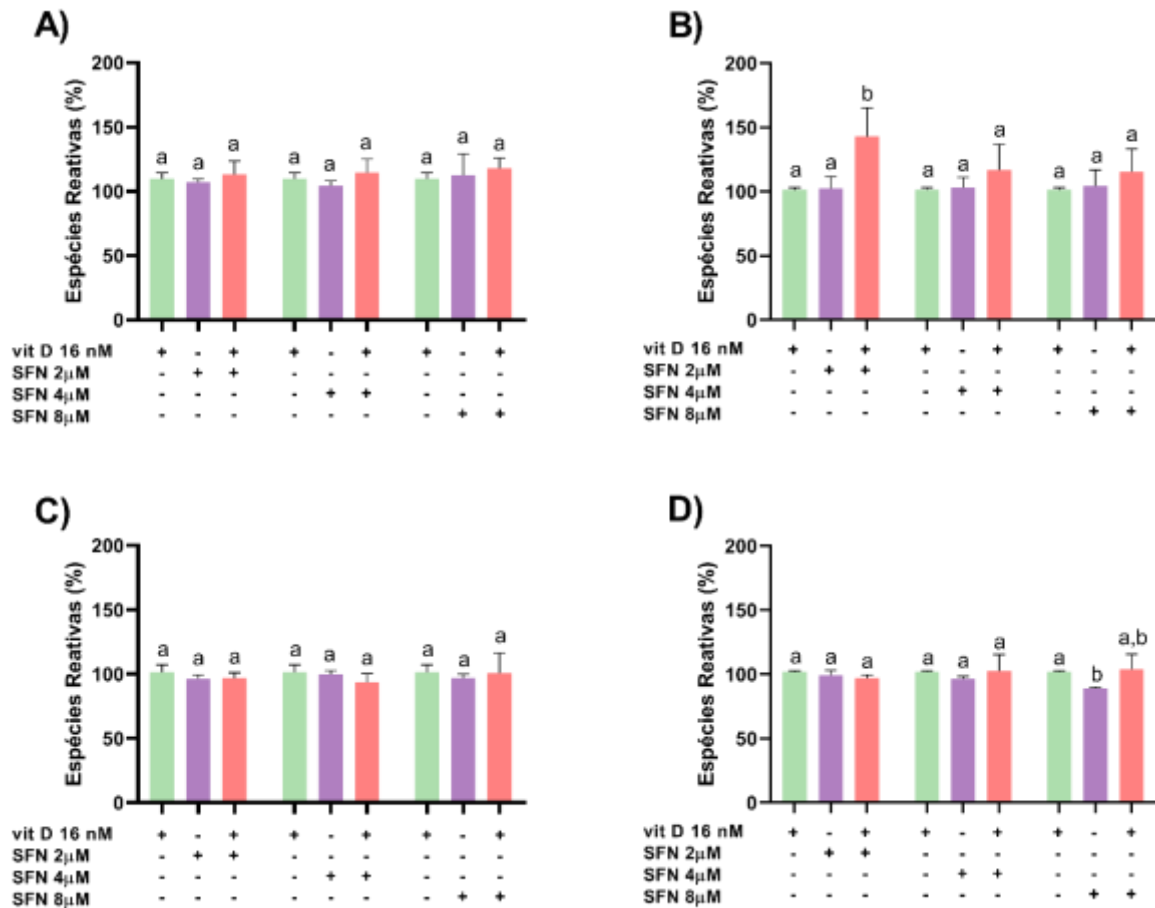 A)
Espécies Reativas (%)
200
150
100
50
0
a a a a a a a a a
vit D 16 nM + - + + - + + - +
SFN 2μM - + + - - - - - -
SFN 4μM - - - - + + - - -
SFN 8μM - - - - - - - + +
B)
Espécies Reativas (%)
200
150
100
50
0
a a b a a a a a a
vit D 16 nM + - + + - + + - +
SFN 2μM - + + - - - - - -
SFN 4μM - - - - + + - - -
SFN 8μM - - - - - - - + +
C)
Espécies Reativas (%)
200
150
100
50
0
a a a a a a a a a
vit D 16 nM + - + + - + + - +
SFN 2μM - + + - - - - - -
SFN 4μM - - - - + + - - -
SFN 8μM - - - - - - - + +
D)
Espécies Reativas (%)
200
150
100
50
0
a a a a a a a b a,b
vit D 16 nM + - + + - + + - +
SFN 2μM - + + - - - - - -
SFN 4μM - - - - + + - - -
SFN 8μM - - - - - - - + +